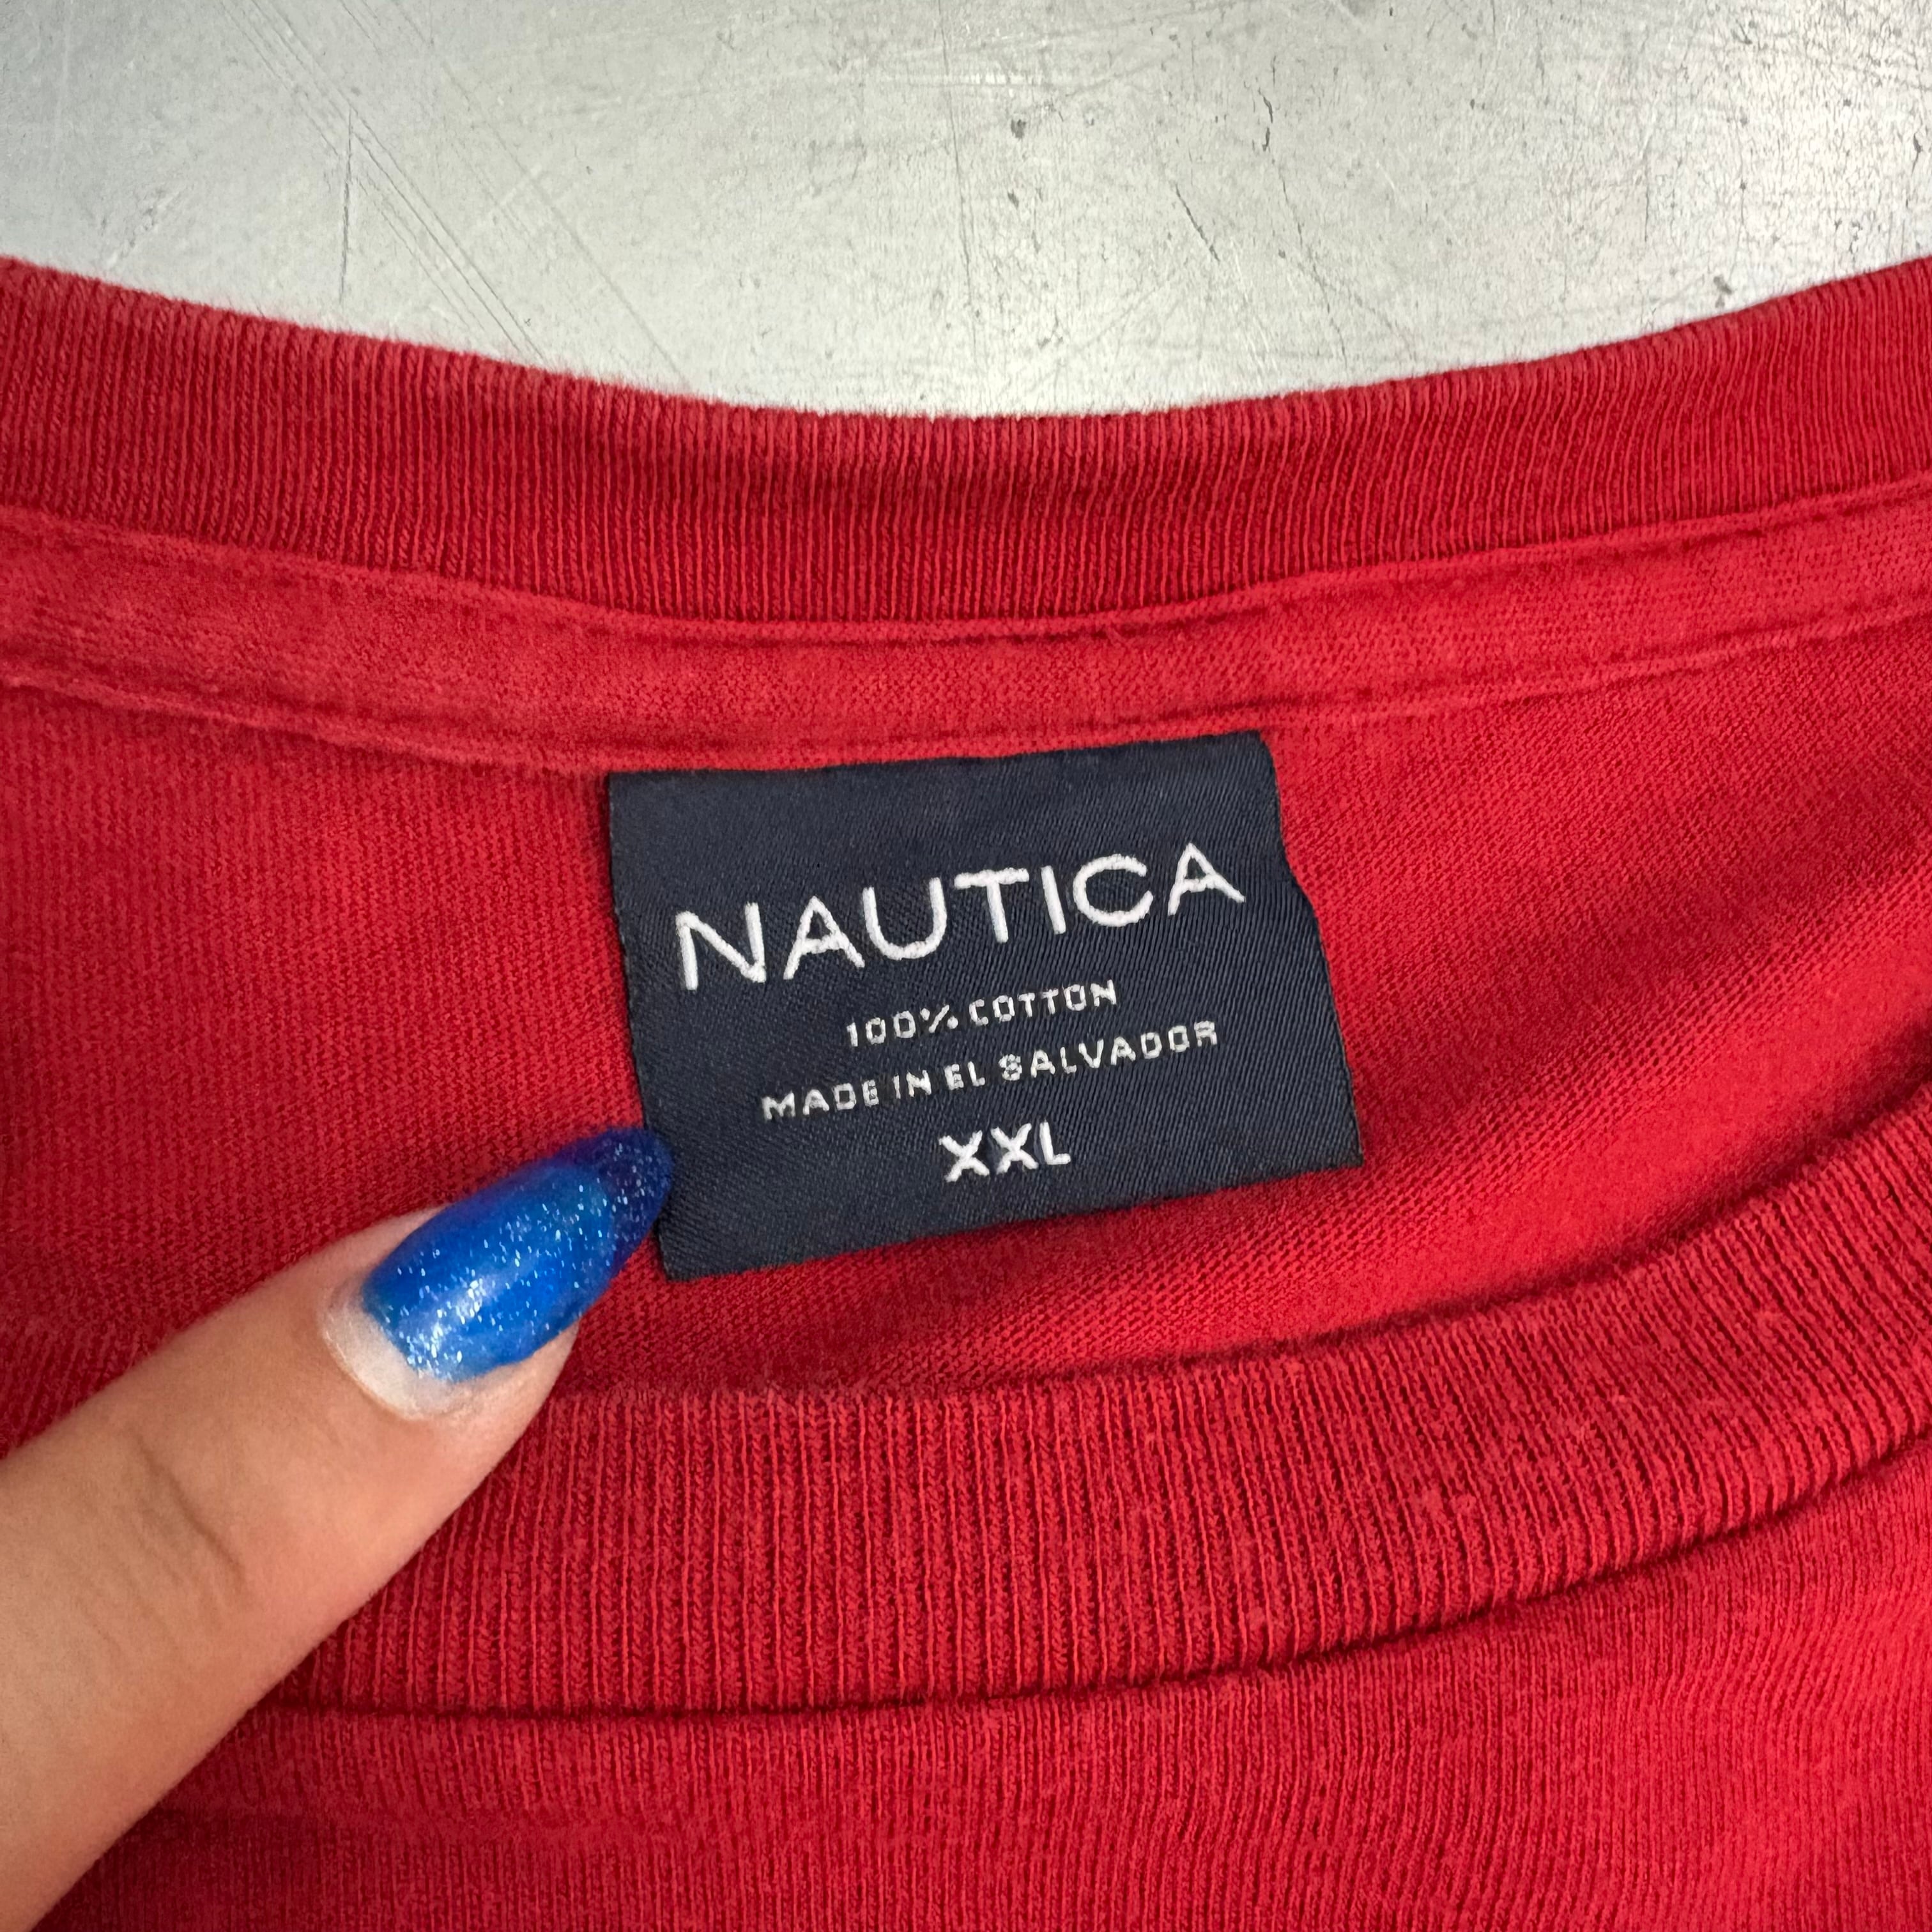 NAUTICA
100% COTTON
MADE IN EL SALVADOR
XXL